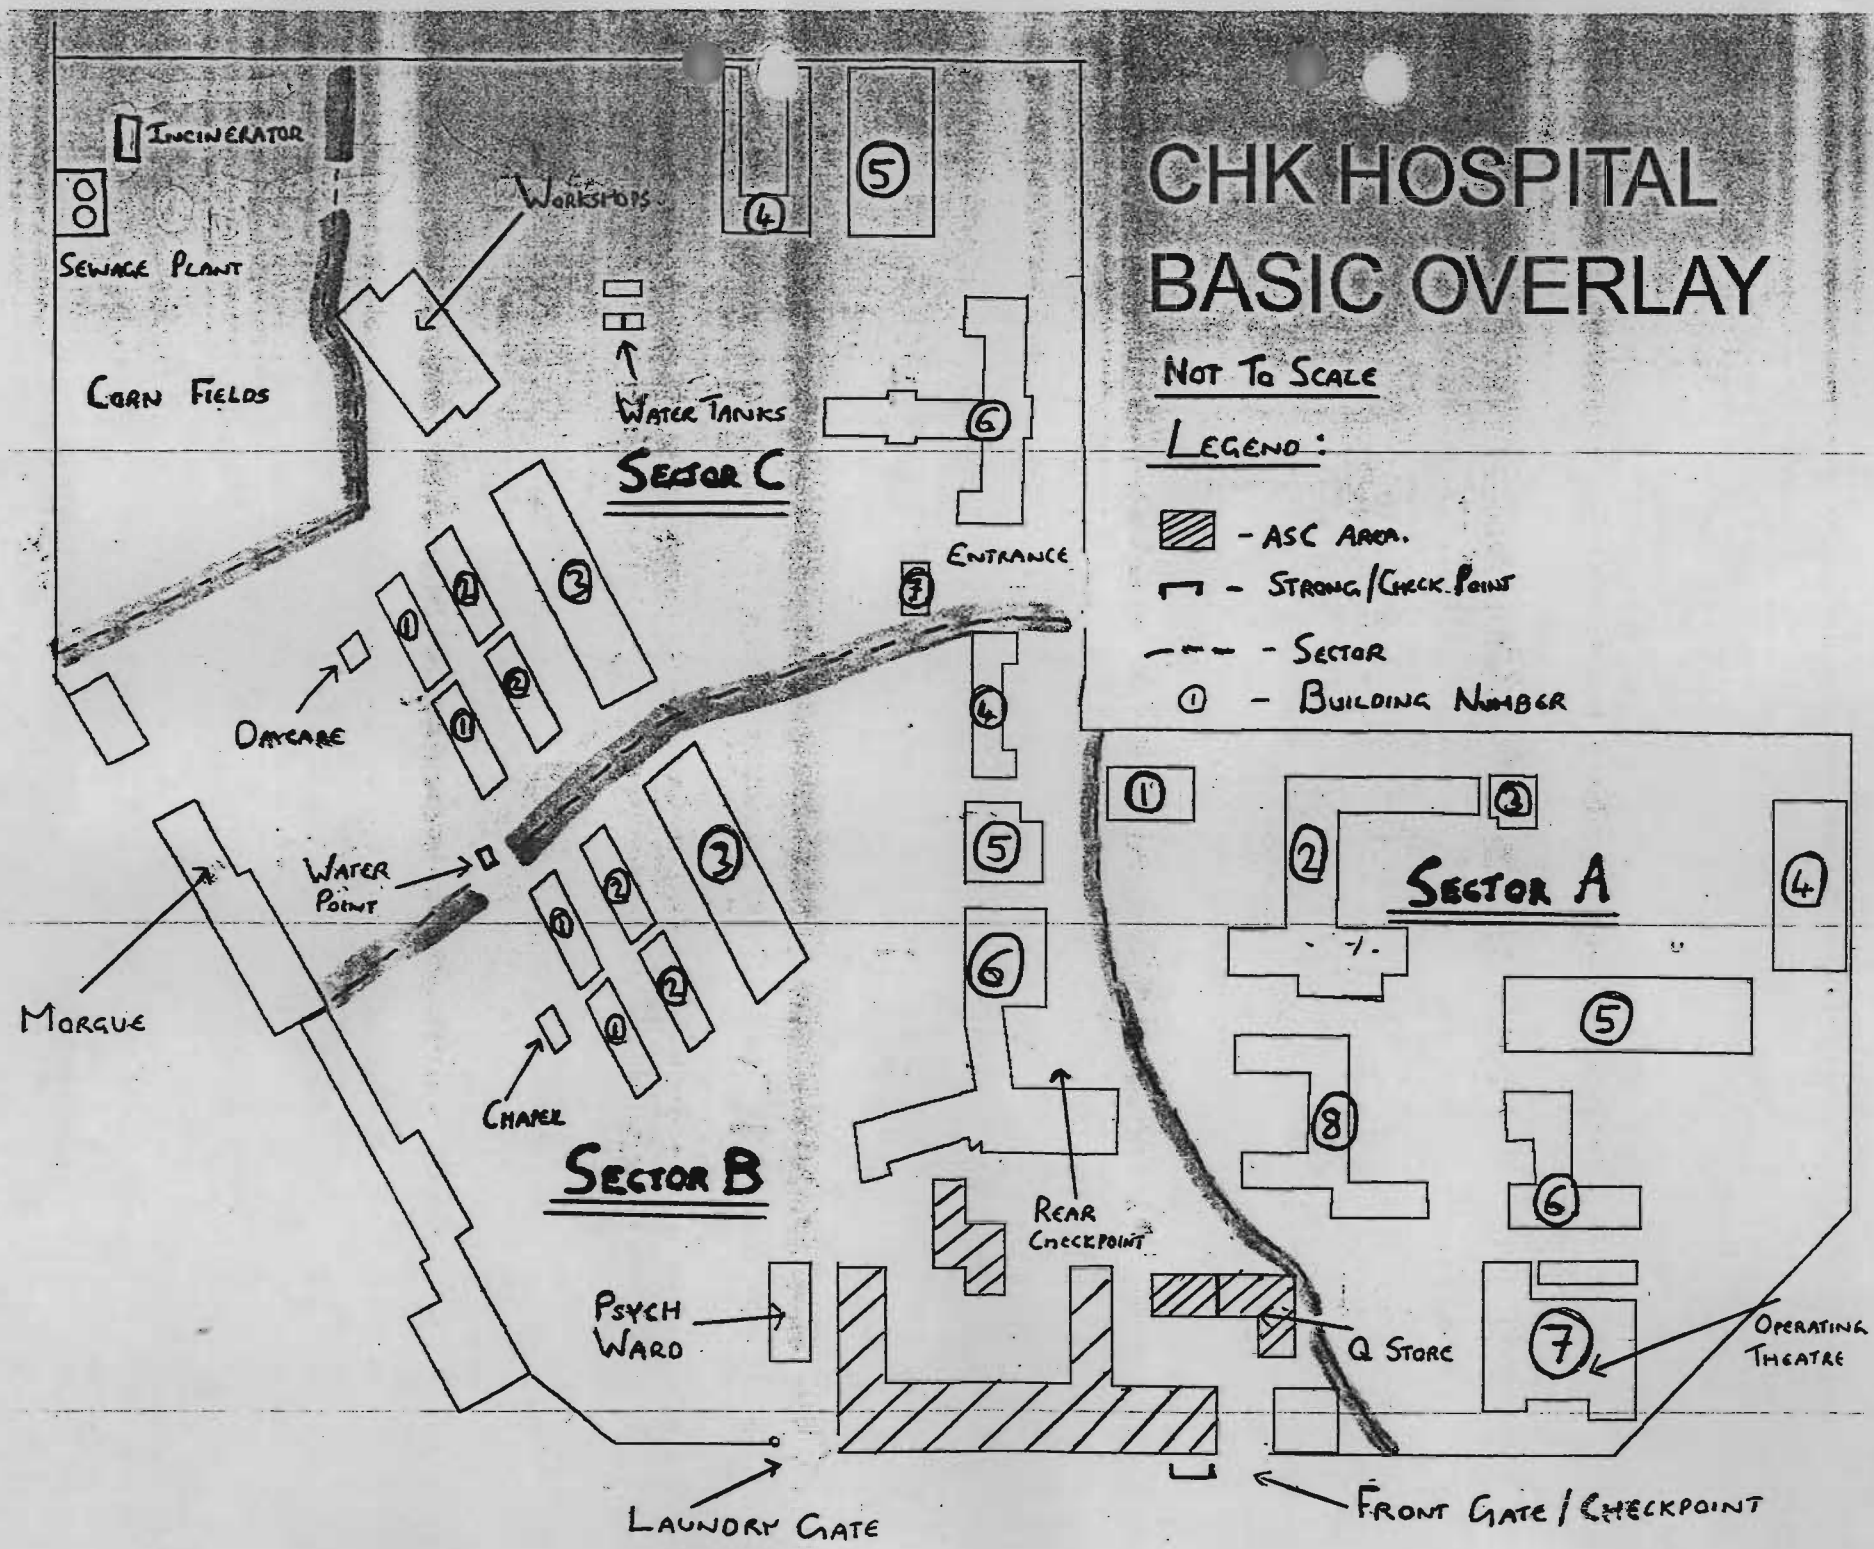 CHK HOSPITAL
BASIC OVERLAY
NOT TO SCALE
LEGEND:
- ASC AREA.
- STRONG/CHECK POINT
- SECTOR
① - BUILDING NUMBER
INCINERATOR
SEWAGE PLANT
WORKSHOPS
CORN FIELDS
WATER TANKS
4
5
6
SECTOR C
ENTRANCE
7
1
2
3
1
2
DAYCARE
WATER
POINT
MORGUE
1
2
3
1
2
4
5
6
CHAPEL
SECTOR B
REAR
CHECKPOINT
PSYCH
WARD
1
2
3
SECTOR A
4
5
8
6
7
Q STORE
OPERATING
THEATRE
LAUNDRY GATE
FRONT GATE / CHECKPOINT